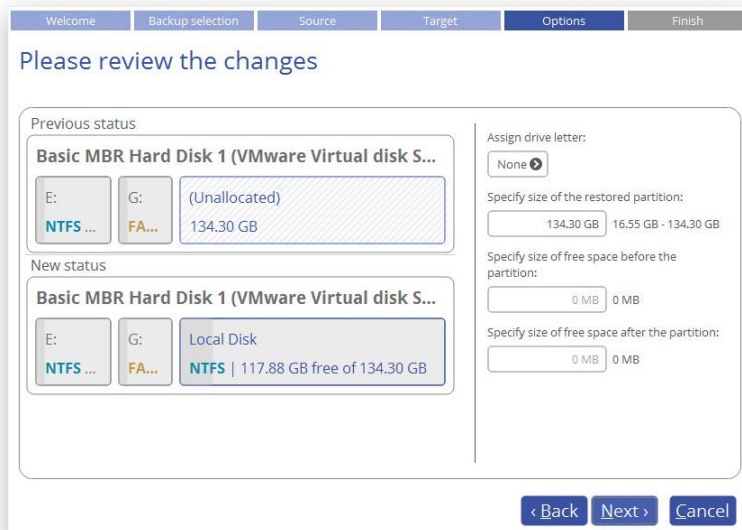 Welcome
Backup selection
Source
Target
Options
Finish
Please review the changes
Previous status
Basic MBR Hard Disk 1 (VMware Virtual disk S...
E:
NTFS ...
G:
FA...
(Unallocated)
134.30 GB
New status
Basic MBR Hard Disk 1 (VMware Virtual disk S...
E:
NTFS ...
G:
FA...
Local Disk
NTFS | 117.88 GB free of 134.30 GB
Assign drive letter:
None
Specify size of the restored partition:
134.30 GB 16.55 GB - 134.30 GB
Specify size of free space before the
partition:
0 MB 0 MB
Specify size of free space after the partition:
0 MB 0 MB
‹ Back
Next ›
Cancel